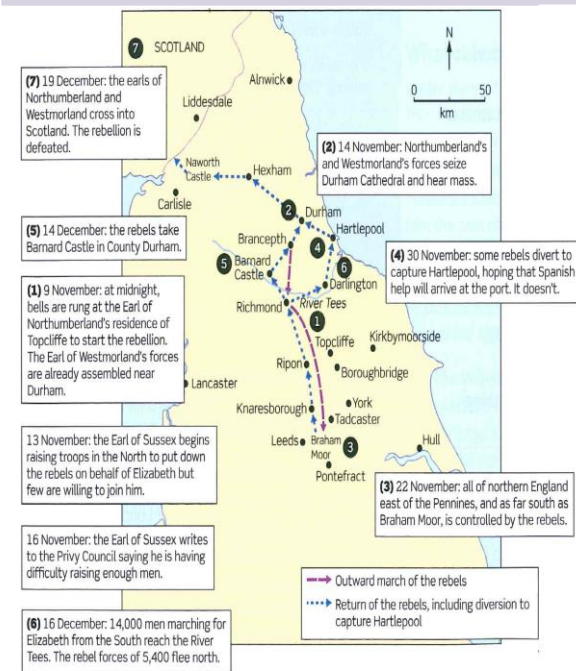 7
SCOTLAND
N
Alnwick
0 50
km
Liddesdale
(7) 19 December: the earls of
Northumberland and
Westmorland cross into
Scotland. The rebellion is
defeated.
(2) 14 November: Northumberland's
and Westmorland's forces seize
Durham Cathedral and hear mass.
Naworth
Castle
Hexham
Carlisle
2
Durham
Hartlepool
Brancepth
4
(5) 14 December: the rebels take
Barnard Castle in County Durham.
5
Barnard
Castle
6
Darlington
(4) 30 November: some rebels divert to
capture Hartlepool, hoping that Spanish
help will arrive at the port. It doesn't.
Richmond
River Tees
1
(1) 9 November: at midnight,
bells are rung at the Earl of
Northumberland's residence of
Topcliffe to start the rebellion.
The Earl of Westmorland's forces
are already assembled near
Durham.
Topcliffe
Kirkbymoorside
Ripon
Boroughbridge
Lancaster
Knaresborough
York
Tadcaster
Leeds
Braham
Moor
3
Hull
Pontefract
13 November: the Earl of Sussex begins
raising troops in the North to put down
the rebels on behalf of Elizabeth but
few are willing to join him.
(3) 22 November: all of northern England
east of the Pennines, and as far south as
Braham Moor, is controlled by the rebels.
16 November: the Earl of Sussex writes
to the Privy Council saying he is having
difficulty raising enough men.
Outward march of the rebels
Return of the rebels, including diversion to
capture Hartlepool
(6) 16 December: 14,000 men marching for
Elizabeth from the South reach the River
Tees. The rebel forces of 5,400 flee north.